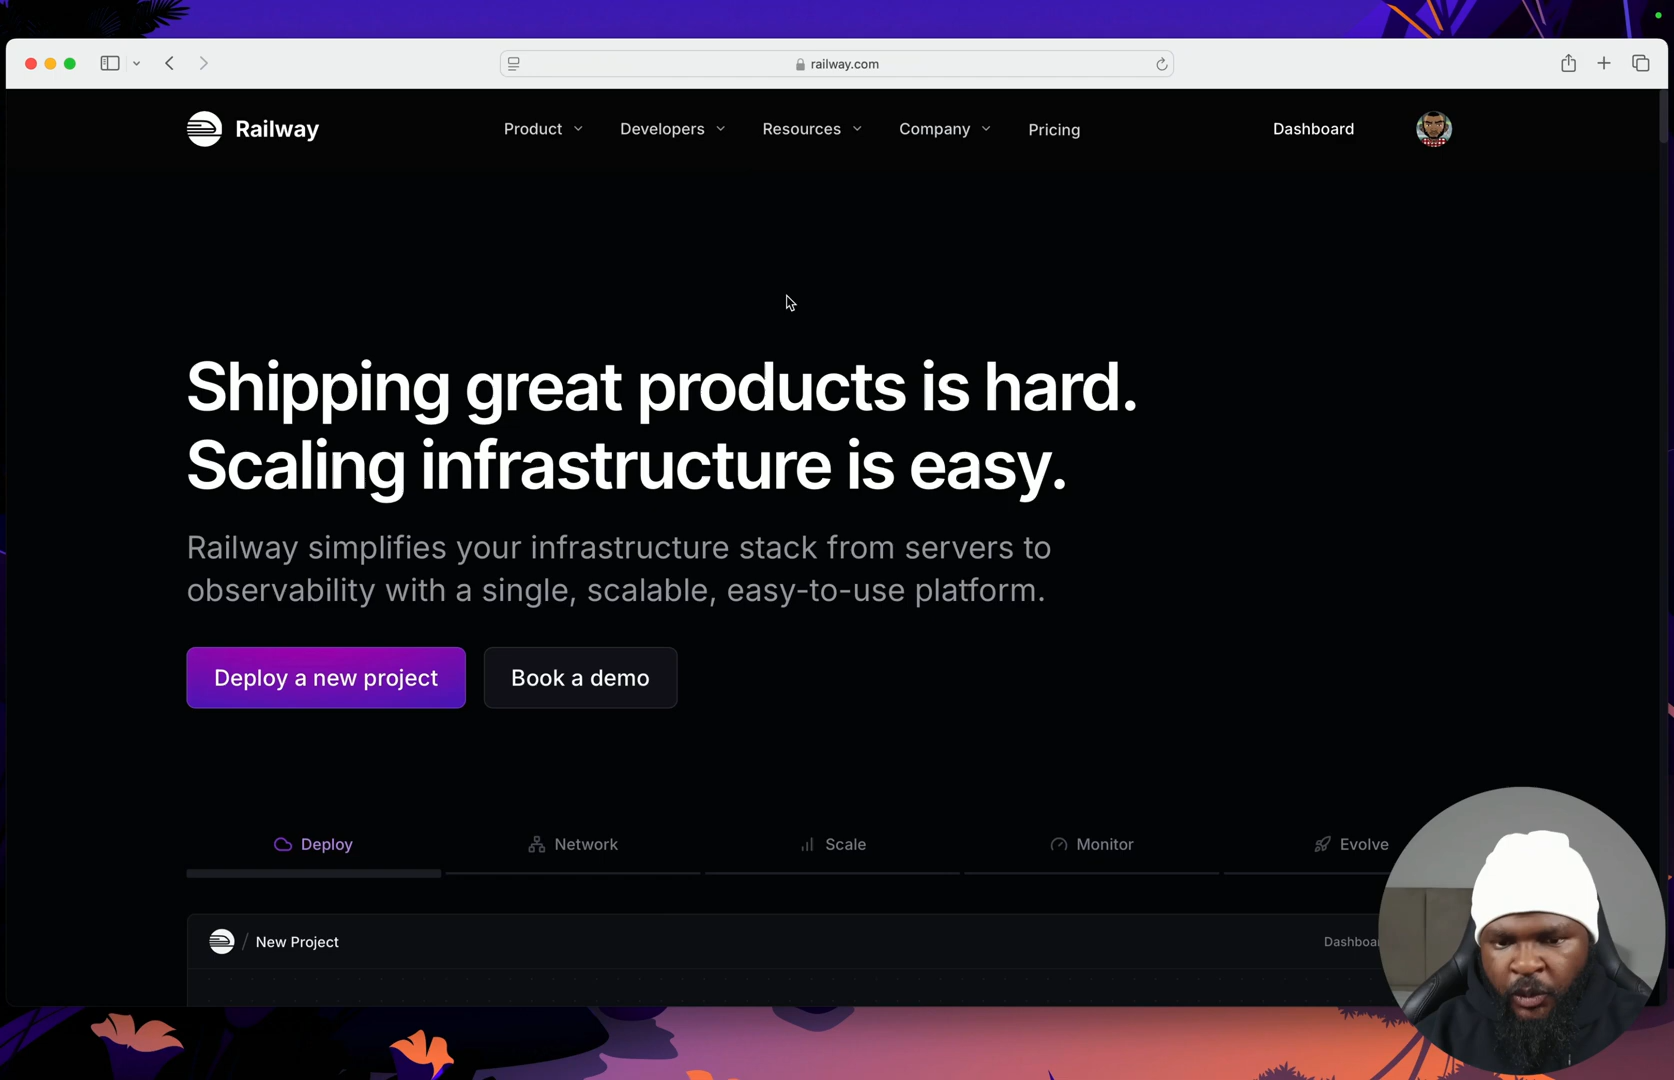 railway.com
Railway
Product
Developers
Resources
Company
Pricing
Dashboard
Shipping great products is hard.
Scaling infrastructure is easy.
Railway simplifies your infrastructure stack from servers to
observability with a single, scalable, easy-to-use platform.
Deploy a new project
Book a demo
Deploy
Network
Scale
Monitor
Evolve
/ New Project